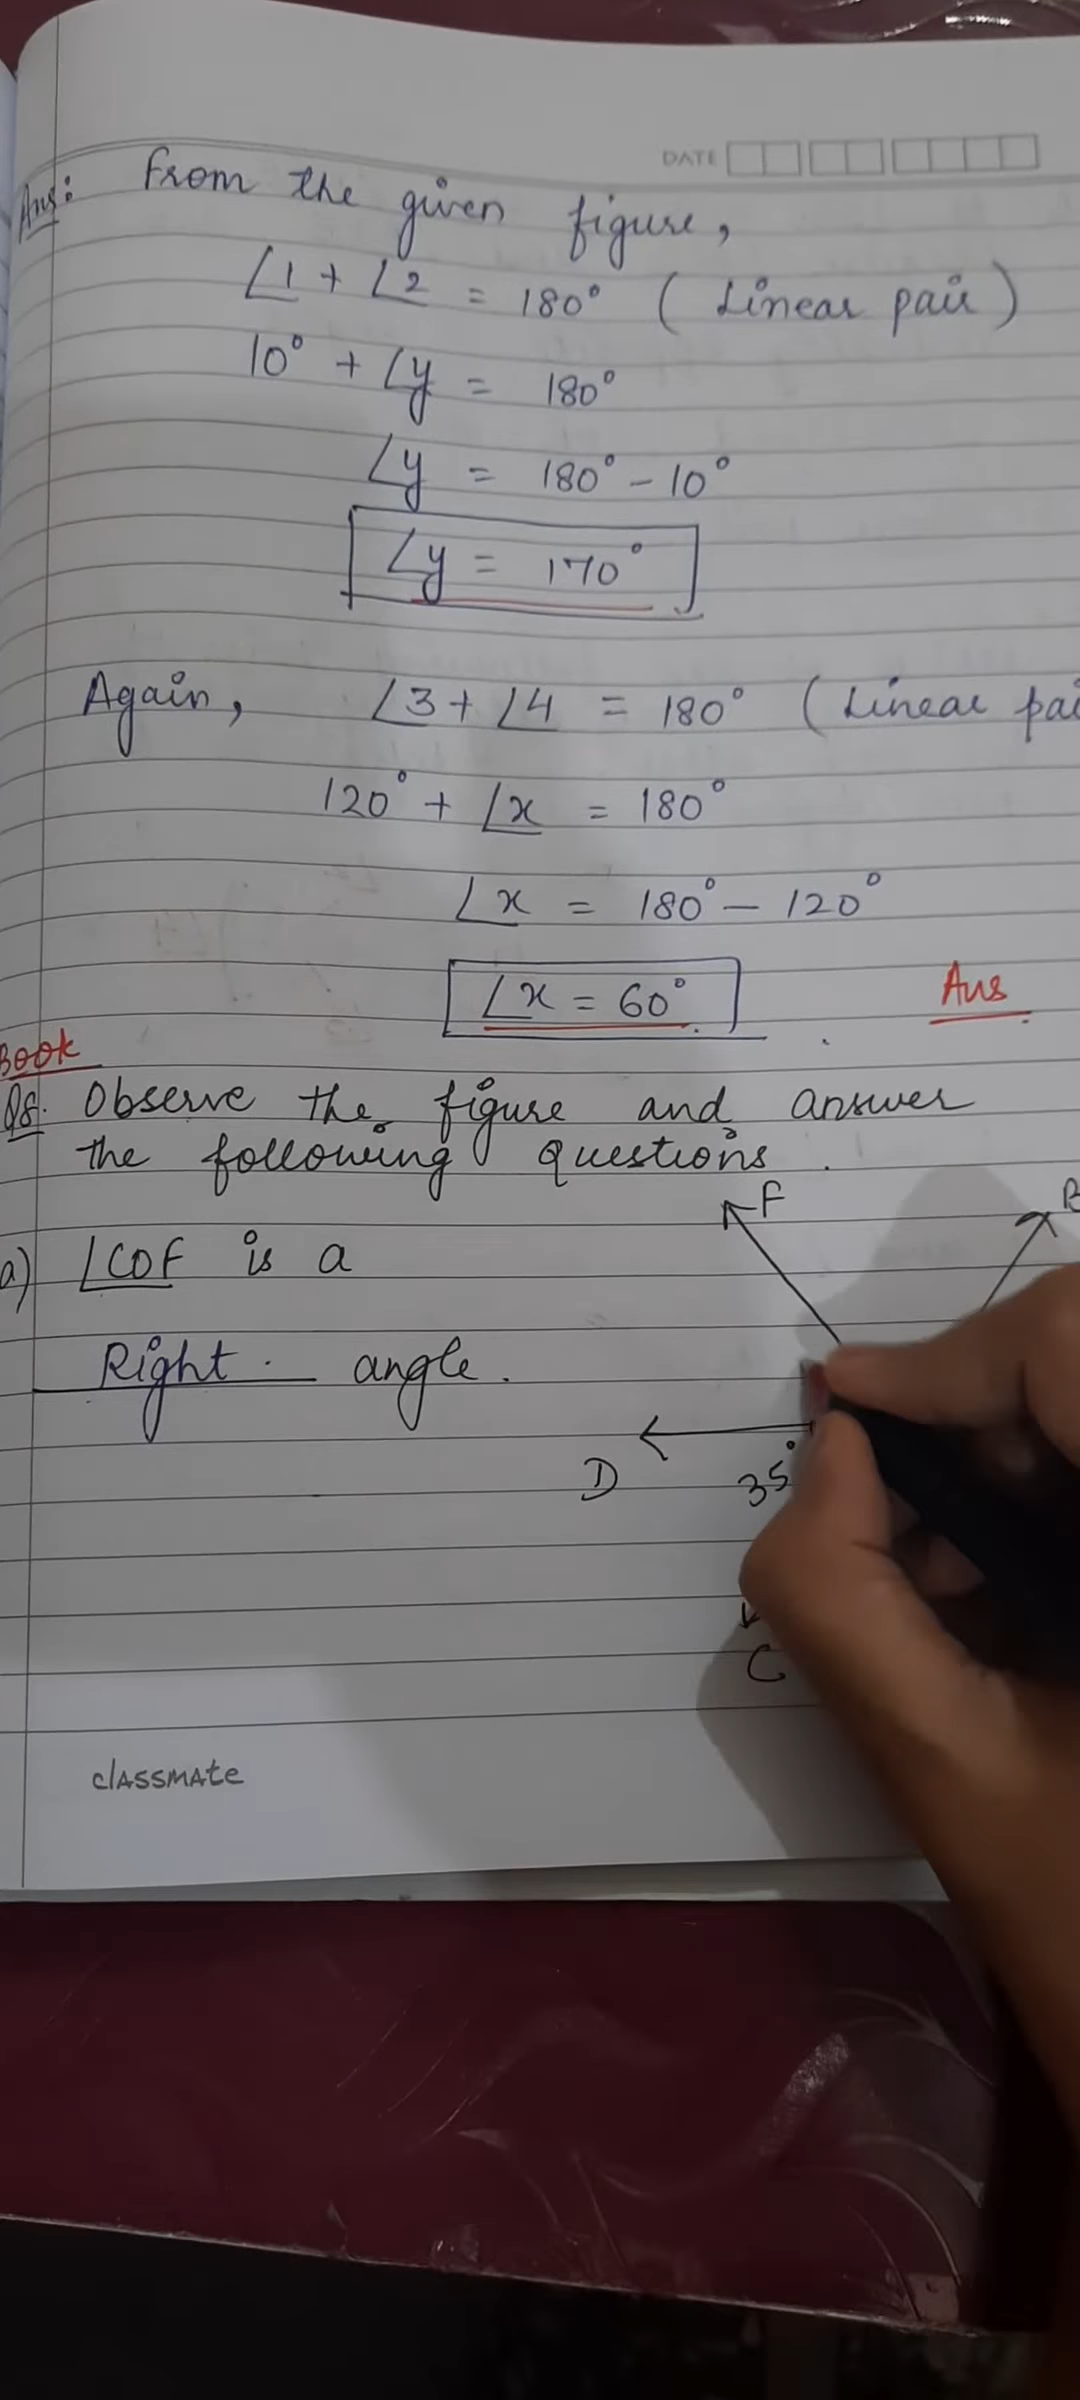 DATE
Ans: From the given figure,
∠1 + ∠2 = 180° ( Linear pair )
10° + ∠y = 180°
∠y = 180° - 10°
∠y = 170°
Again, ∠3 + ∠4 = 180° ( Linear pai
120° + ∠x = 180°
∠x = 180° - 120°
∠x = 60°
Ans
Book
Q8. Observe the figure and answer
the following questions .
F
a) ∠COF is a
Right angle.
D
35°
C
classmate